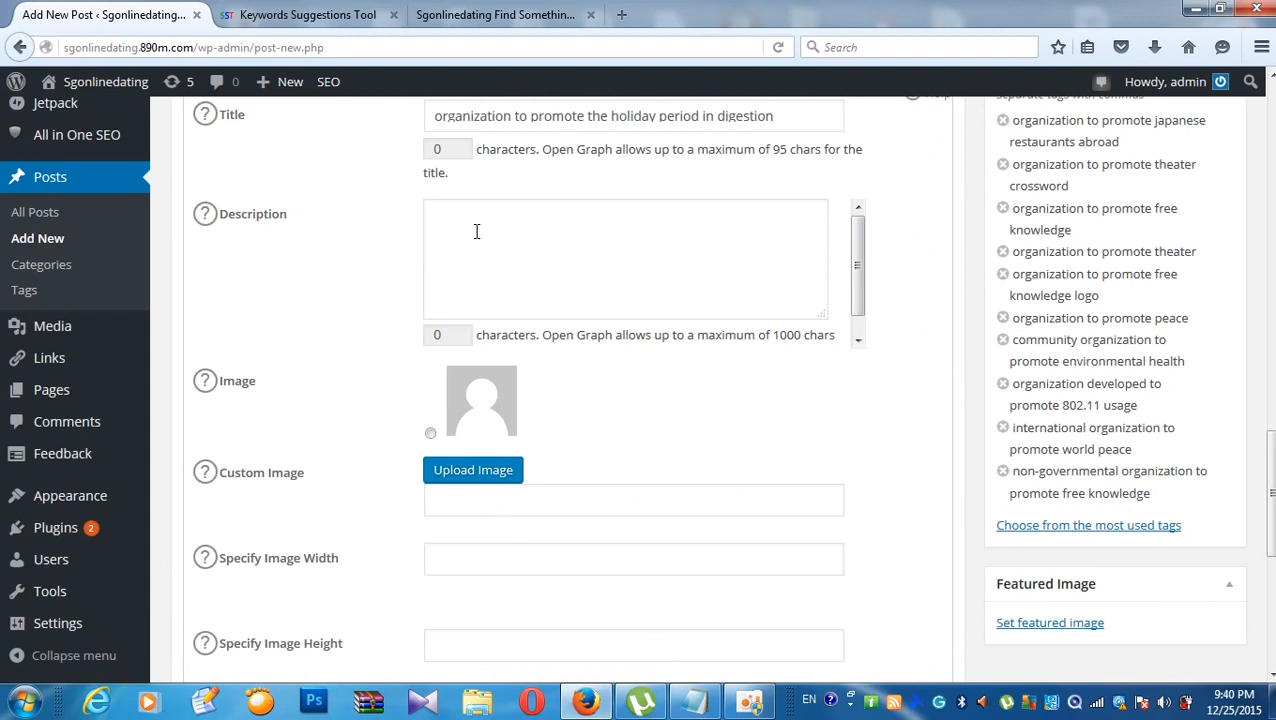 Add New Post ‹ Sgonlinedating...
Keywords Suggestions Tool
Sgonlinedating Find Somethin...
sgonlinedating.890m.com/wp-admin/post-new.php
Search
Sgonlinedating
5
0
New
SEO
Howdy, admin
Jetpack
All in One SEO
Posts
All Posts
Add New
Categories
Tags
Media
Links
Pages
Comments
Feedback
Appearance
Plugins 2
Users
Tools
Settings
Collapse menu
Help
Title
organization to promote the holiday period in digestion
0 characters. Open Graph allows up to a maximum of 95 chars for the
title.
Description
0 characters. Open Graph allows up to a maximum of 1000 chars
Image
Custom Image
Upload Image
Specify Image Width
Specify Image Height
Separate tags with commas
organization to promote japanese
restaurants abroad
organization to promote theater
crossword
organization to promote free
knowledge
organization to promote theater
organization to promote free
knowledge logo
organization to promote peace
community organization to
promote environmental health
organization developed to
promote 802.11 usage
international organization to
promote world peace
non-governmental organization to
promote free knowledge
Choose from the most used tags
Featured Image
Set featured image
Ps
EN
9:40 PM
12/25/2015